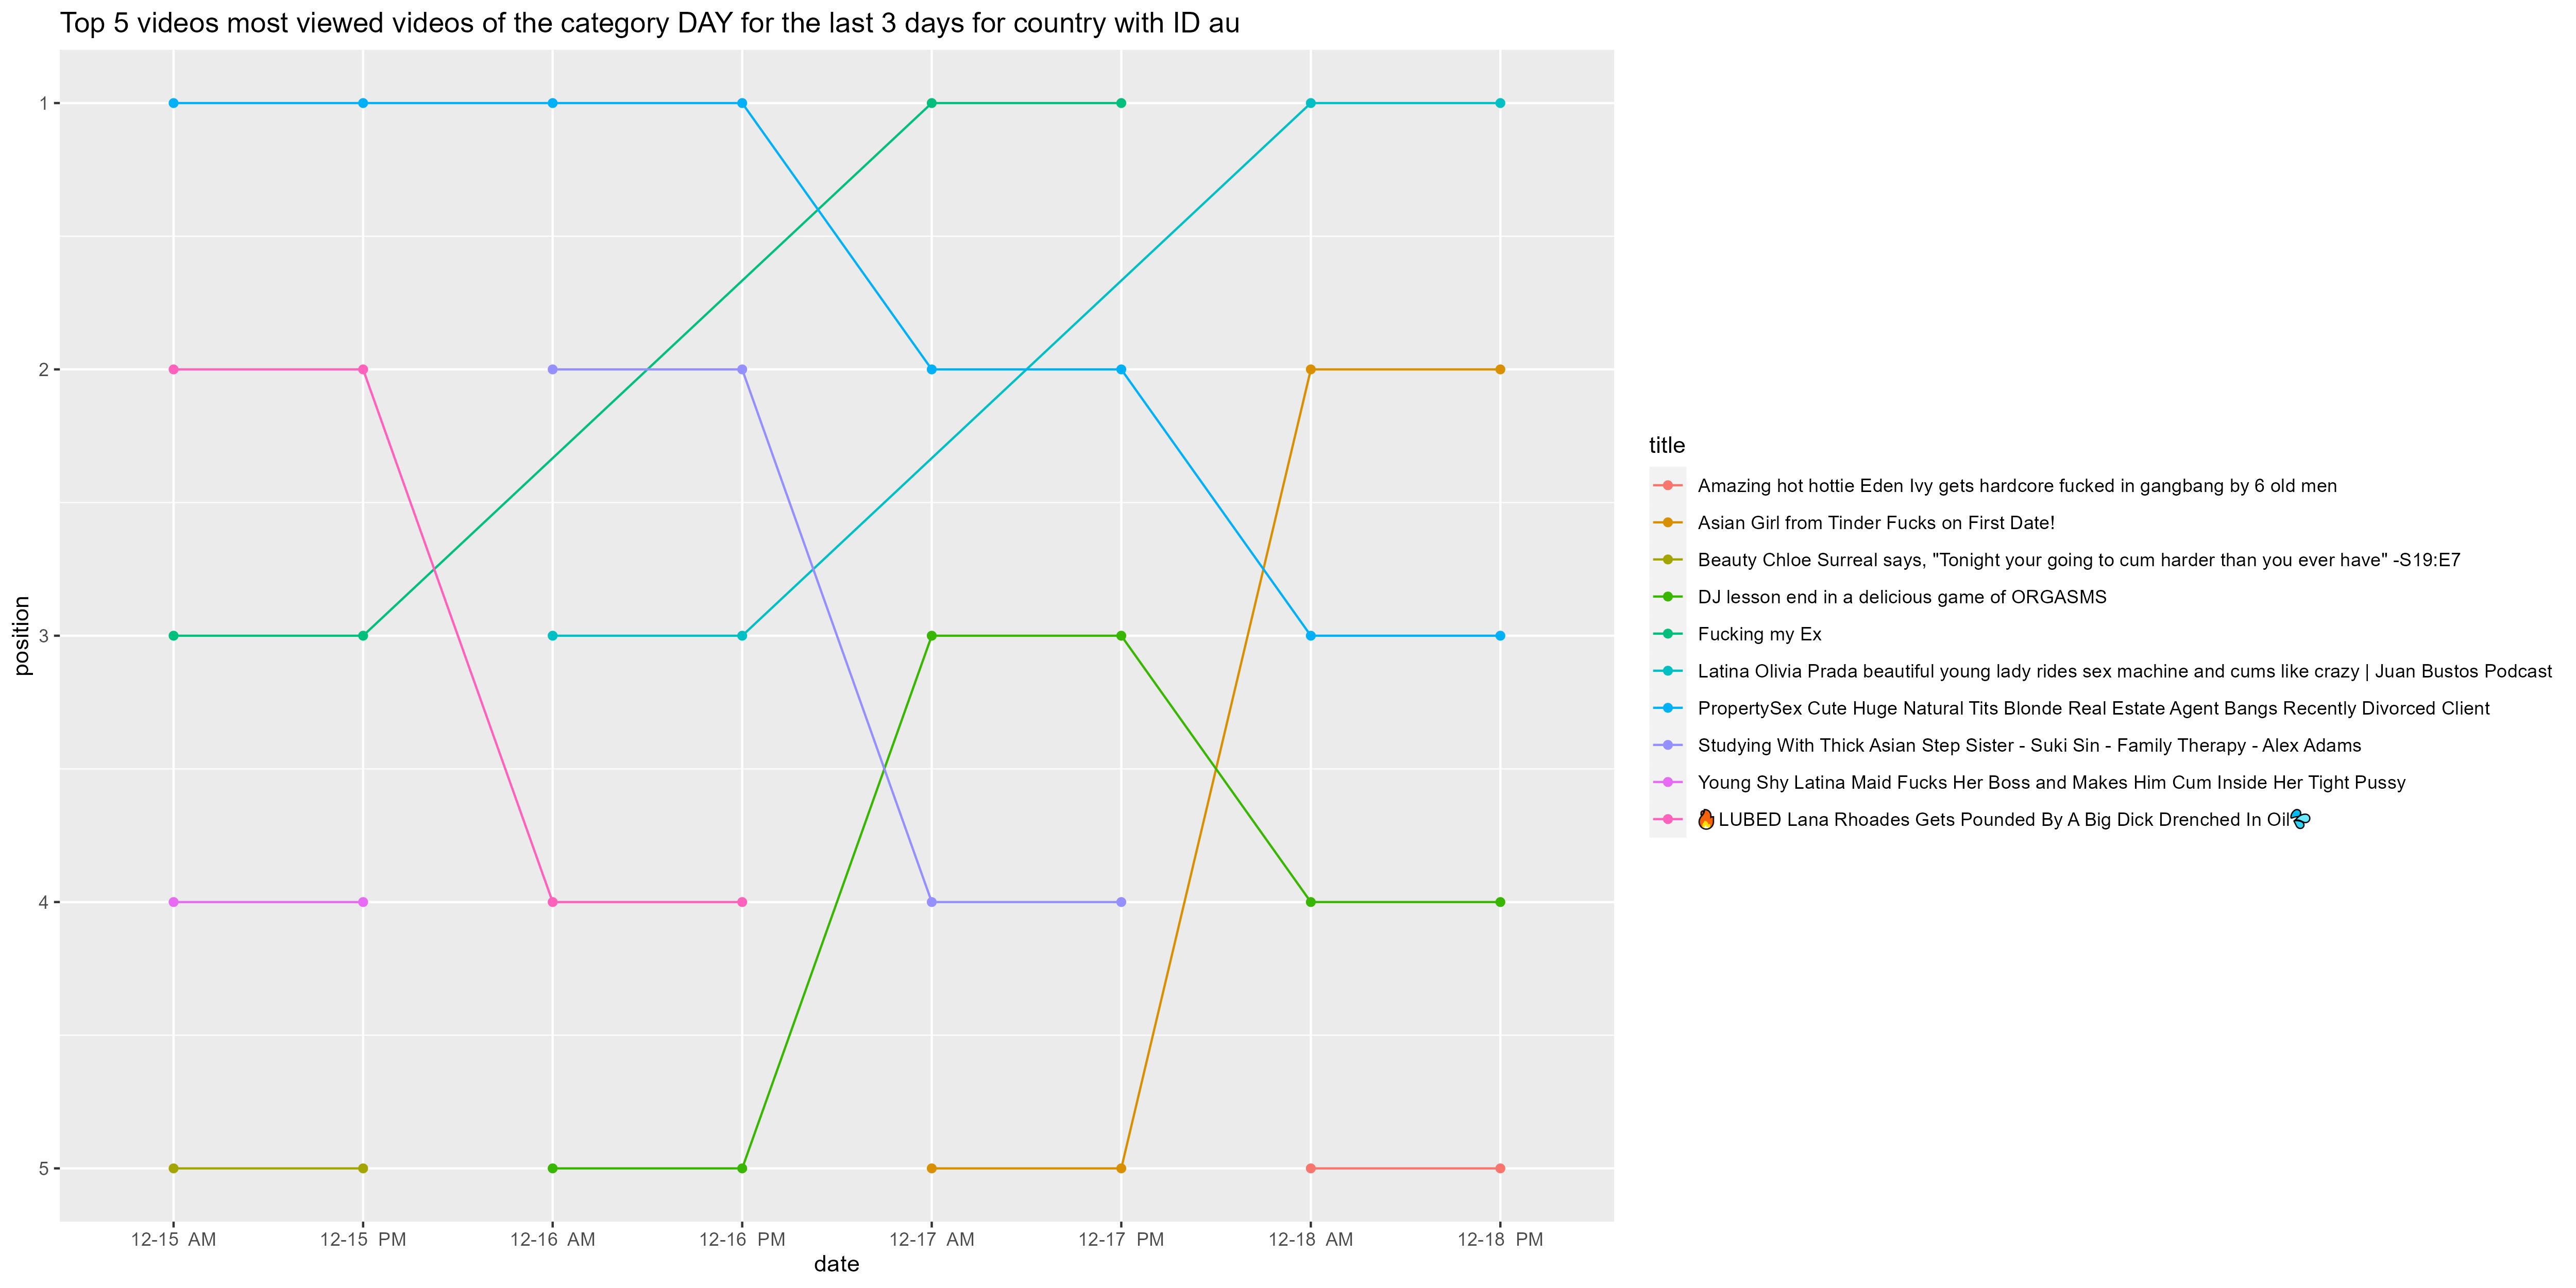 Top 5 videos most viewed videos of the category DAY for the last 3 days for country with ID au
position
1
2
3
4
5
12-15 AM
12-15 PM
12-16 AM
12-16 PM
12-17 AM
12-17 PM
12-18 AM
12-18 PM
date
title
Amazing hot hottie Eden Ivy gets hardcore fucked in gangbang by 6 old men
Asian Girl from Tinder Fucks on First Date!
Beauty Chloe Surreal says, "Tonight your going to cum harder than you ever have" -S19:E7
DJ lesson end in a delicious game of ORGASMS
Fucking my Ex
Latina Olivia Prada beautiful young lady rides sex machine and cums like crazy | Juan Bustos Podcast
PropertySex Cute Huge Natural Tits Blonde Real Estate Agent Bangs Recently Divorced Client
Studying With Thick Asian Step Sister - Suki Sin - Family Therapy - Alex Adams
Young Shy Latina Maid Fucks Her Boss and Makes Him Cum Inside Her Tight Pussy
🔥LUBED Lana Rhoades Gets Pounded By A Big Dick Drenched In Oil💦